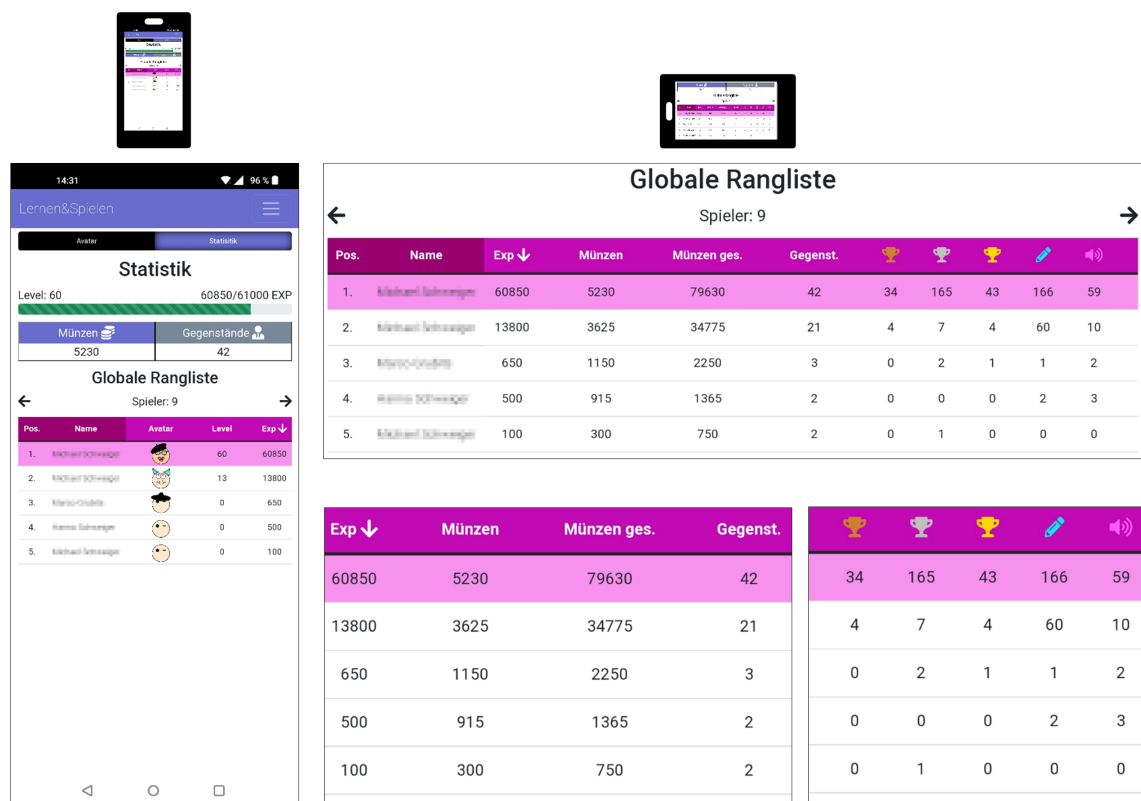 14:31 96 %
Lernen&Spielen
Avatar Statisitik
Statistik
Level: 60 60850/61000 EXP
Münzen Gegenstände
5230 42
Globale Rangliste
Spieler: 9
Pos. Name Avatar Level Exp
1. 60 60850
2. 13 13800
3. 0 650
4. 0 500
5. 0 100
Globale Rangliste
Spieler: 9
Pos. Name Exp Münzen Münzen ges. Gegenst.
1. 60850 5230 79630 42 34 165 43 166 59
2. 13800 3625 34775 21 4 7 4 60 10
3. 650 1150 2250 3 0 2 1 1 2
4. 500 915 1365 2 0 0 0 2 3
5. 100 300 750 2 0 1 0 0 0
Exp Münzen Münzen ges. Gegenst.
60850 5230 79630 42
13800 3625 34775 21
650 1150 2250 3
500 915 1365 2
100 300 750 2
34 165 43 166 59
4 7 4 60 10
0 2 1 1 2
0 0 0 2 3
0 1 0 0 0